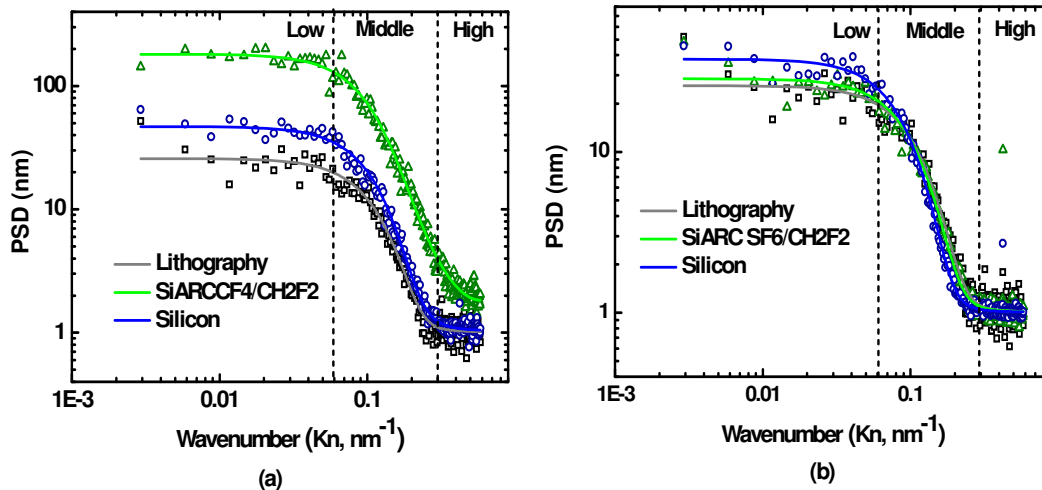 Low Middle High
100
10
1
PSD (nm)
Lithography
SiARCCF4/CH2F2
Silicon
1E-3 0.01 0.1
Wavenumber (Kn, nm-1)
(a)
Low Middle High
10
1
PSD (nm)
Lithography
SiARC SF6/CH2F2
Silicon
1E-3 0.01 0.1
Wavenumber (Kn, nm-1)
(b)